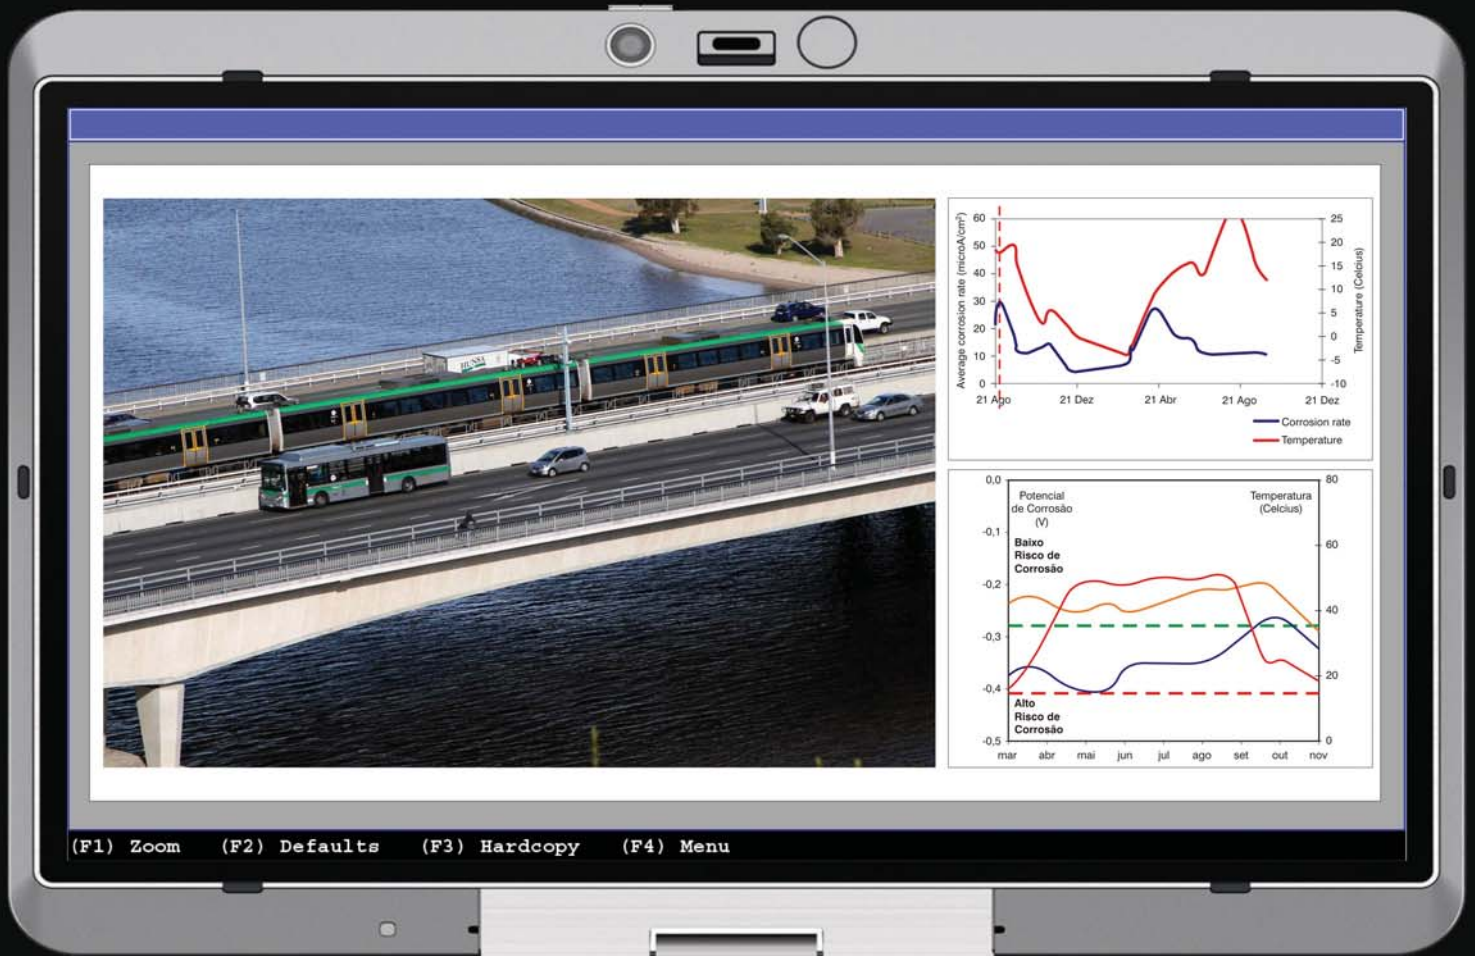 HUNSA
60
50
40
30
20
10
0
Average corrosion rate (microA/cm²)
25
20
15
10
5
0
-5
-10
Temperature (Celcius)
21 Ago
21 Dez
21 Abr
21 Ago
21 Dez
Corrosion rate
Temperature
0,0
-0,1
-0,2
-0,3
-0,4
-0,5
Potencial
de Corrosão
(V)
Baixo
Risco de
Corrosão
Alto
Risco de
Corrosão
Temperatura
(Celcius)
80
60
40
20
0
mar abr mai jun jul ago set out nov
(F1) Zoom (F2) Defaults (F3) Hardcopy (F4) Menu